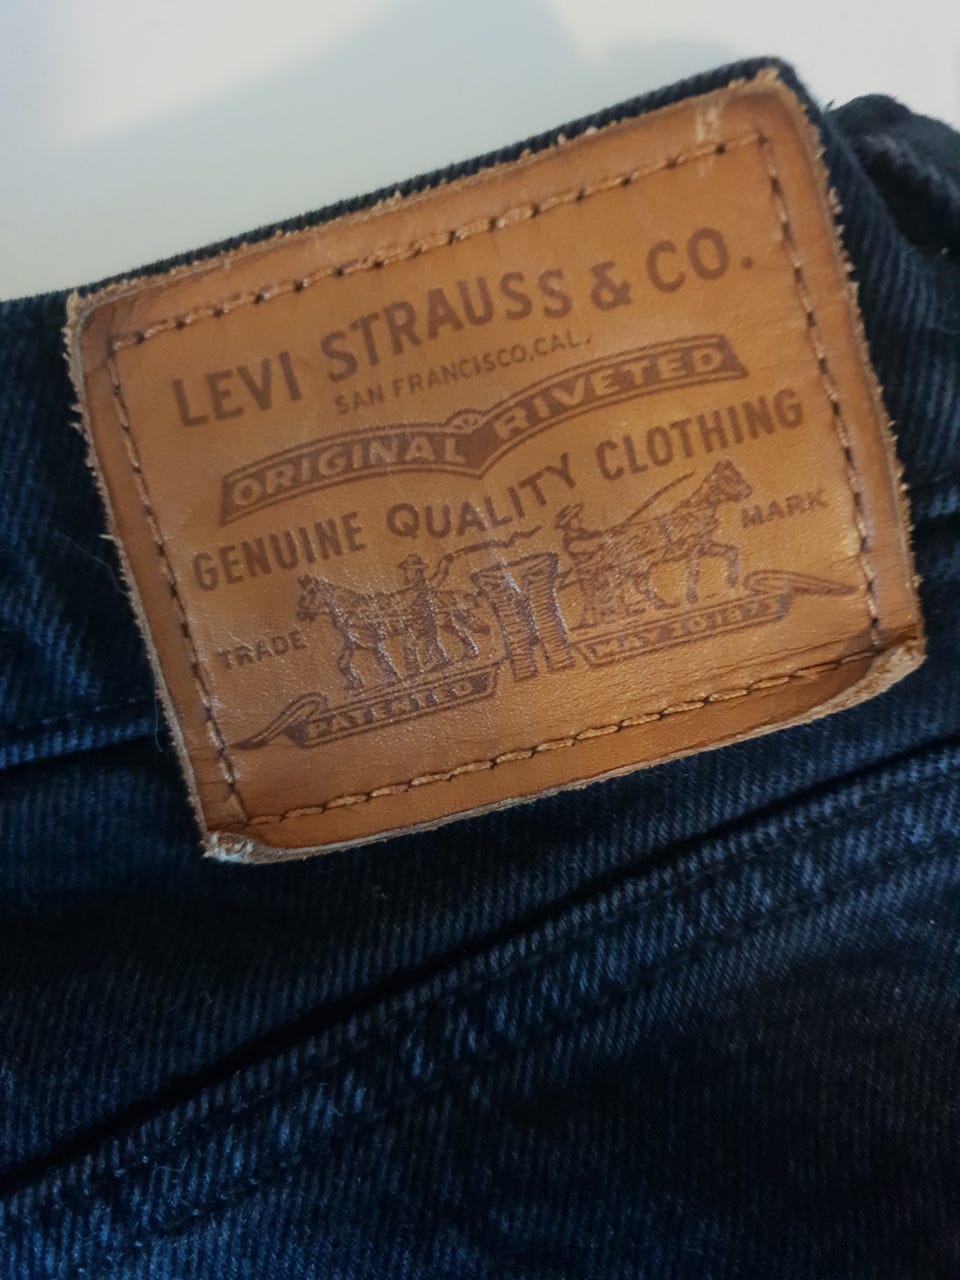 LEVI STRAUSS & CO.
SAN FRANCISCO, CAL.
ORIGINAL RIVETED
GENUINE QUALITY CLOTHING
TRADE MARK
PATENTED MAY 20 1873